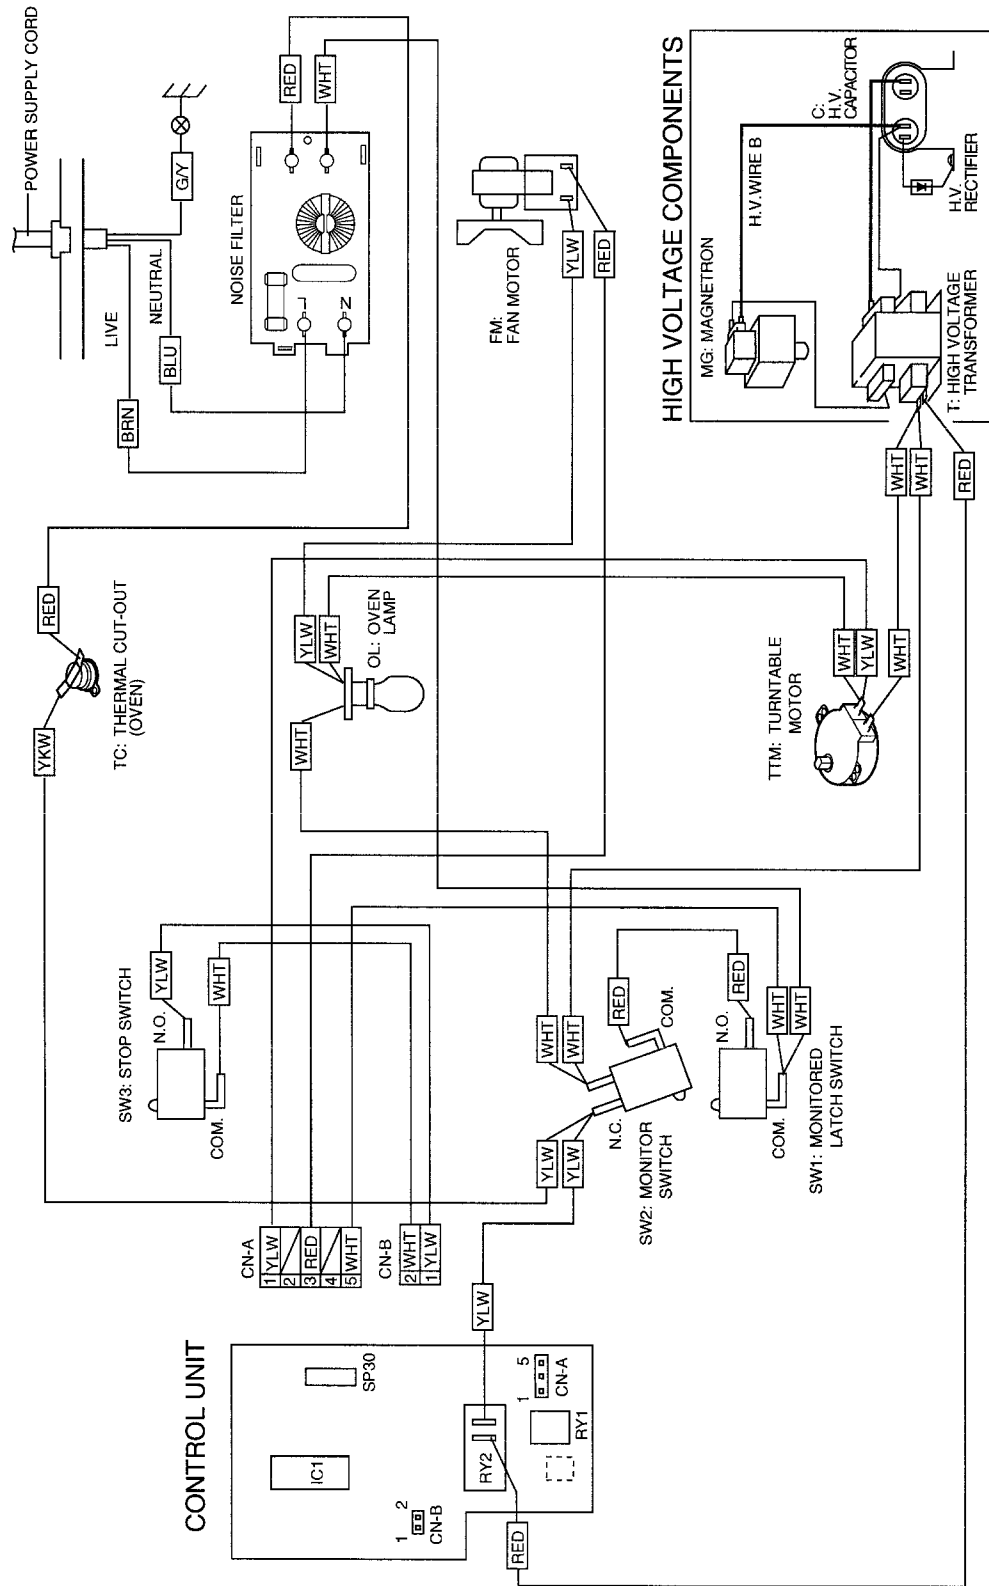 POWER SUPPLY CORD
LIVE
NEUTRAL
G/Y
BRN
BLU
NOISE FILTER
L
N
RED
WHT
RED
TC: THERMAL CUT-OUT
(OVEN)
YKW
FM:
FAN MOTOR
YLW
RED
YLW
WHT
OL: OVEN
LAMP
WHT
HIGH VOLTAGE COMPONENTS
MG: MAGNETRON
H.V.WIRE B
C:
H.V.
CAPACITOR
H.V.
RECTIFIER
T: HIGH VOLTAGE
TRANSFORMER
WHT
WHT
RED
TTM: TURNTABLE
MOTOR
WHT
YLW
WHT
SW3: STOP SWITCH
N.O.
YLW
COM.
WHT
WHT
WHT
RED
COM.
YLW
YLW
N.C.
SW2: MONITOR
SWITCH
RED
N.O.
COM.
WHT
WHT
SW1: MONITORED
LATCH SWITCH
CN-A
1 YLW
2
3 RED
4
5 WHT
CN-B
2 WHT
1 YLW
YLW
CONTROL UNIT
SP30
IC1
1 2
CN-B
RY2
RY1
1 5
CN-A
RED